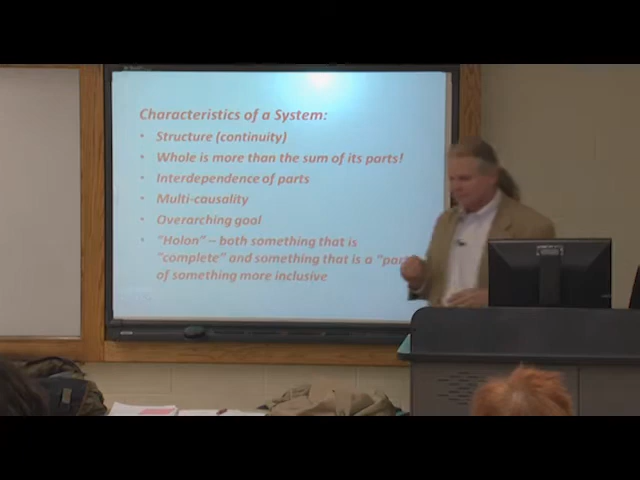 Characteristics of a System:
• Structure (continuity)
• Whole is more than the sum of its parts!
• Interdependence of parts
• Multi-causality
• Overarching goal
• "Holon" – both something that is
"complete" and something that is a "par
of something more inclusive